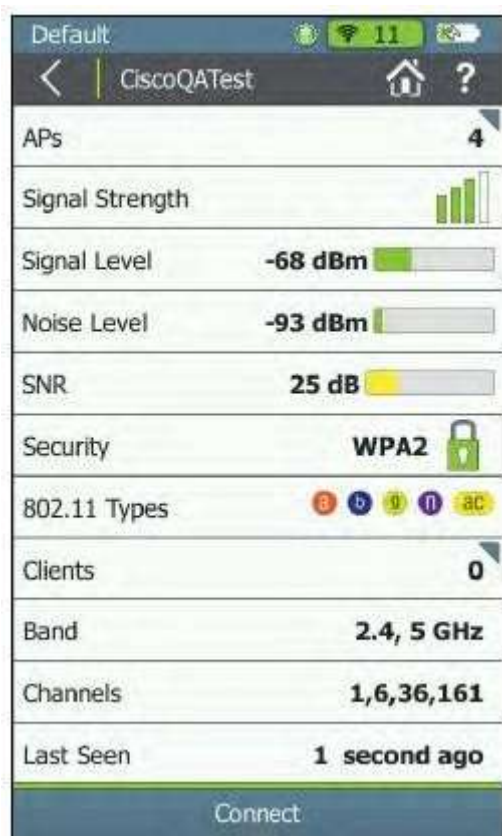 Default 11
CiscoQATest ?
APs 4
Signal Strength
Signal Level -68 dBm
Noise Level -93 dBm
SNR 25 dB
Security WPA2
802.11 Types a b g n ac
Clients 0
Band 2.4, 5 GHz
Channels 1,6,36,161
Last Seen 1 second ago
Connect